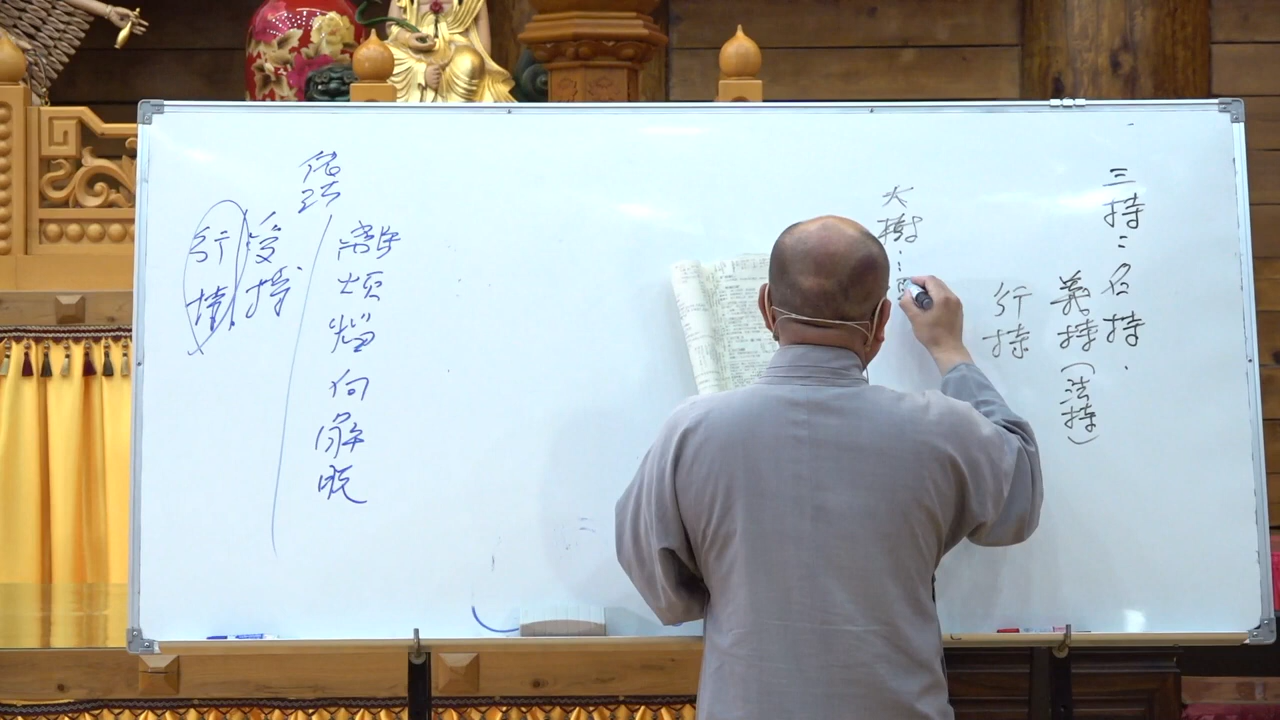 三持：名持．
義持（法持）
行持
大樹：
離煩惱向解脫
受持
行持